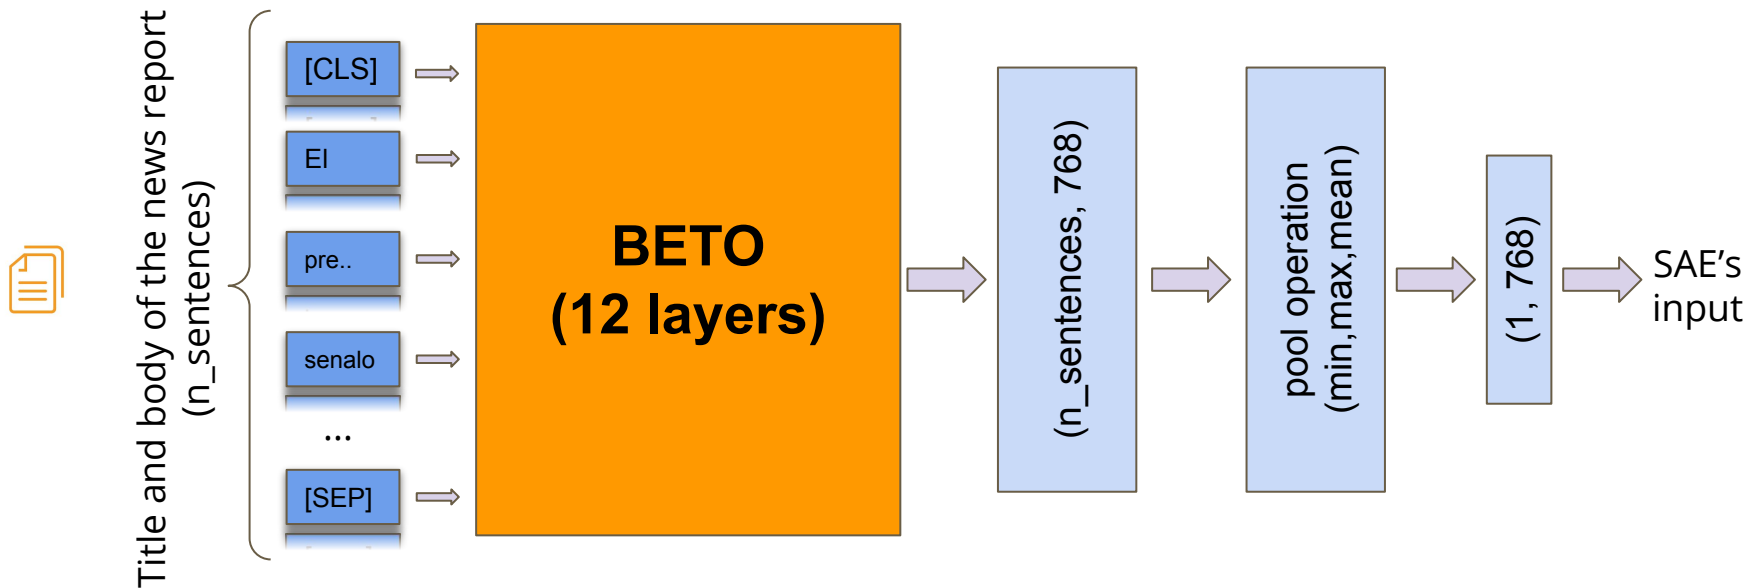 Title and body of the news report
(n_sentences)
[CLS]
El
pre..
senalo
...
[SEP]
BETO
(12 layers)
(n_sentences, 768)
pool operation
(min,max,mean)
(1, 768)
SAE's
input